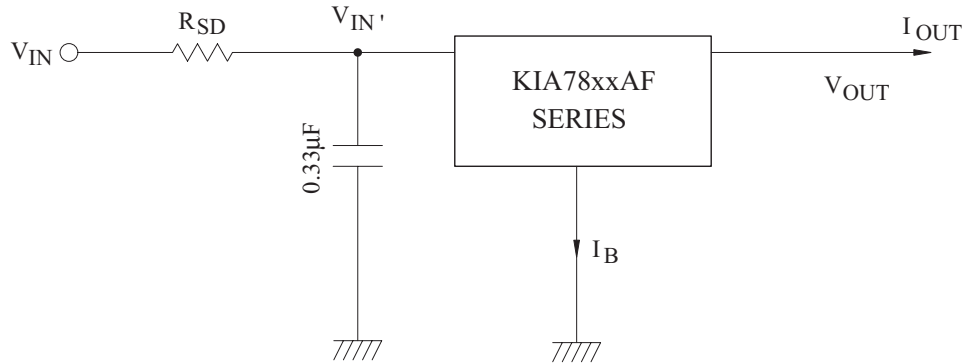 V_IN
R_SD
V_IN'
0.33μF
KIA78xxAF
SERIES
I_OUT
V_OUT
I_B